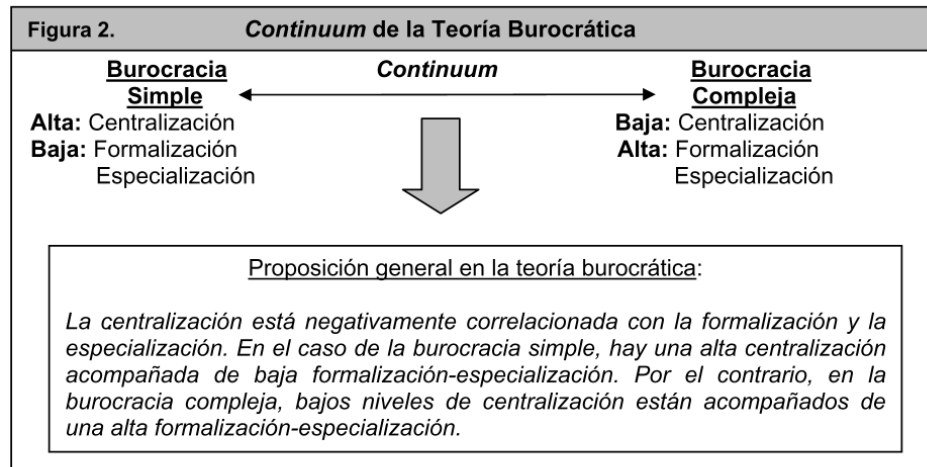 Figura 2. Continuum de la Teoría Burocrática
Burocracia Simple
Continuum
Burocracia Compleja
Alta: Centralización
Baja: Formalización
Especialización
Baja: Centralización
Alta: Formalización
Especialización
Proposición general en la teoría burocrática:
La centralización está negativamente correlacionada con la formalización y la
especialización. En el caso de la burocracia simple, hay una alta centralización
acompañada de baja formalización-especialización. Por el contrario, en la
burocracia compleja, bajos niveles de centralización están acompañados de
una alta formalización-especialización.